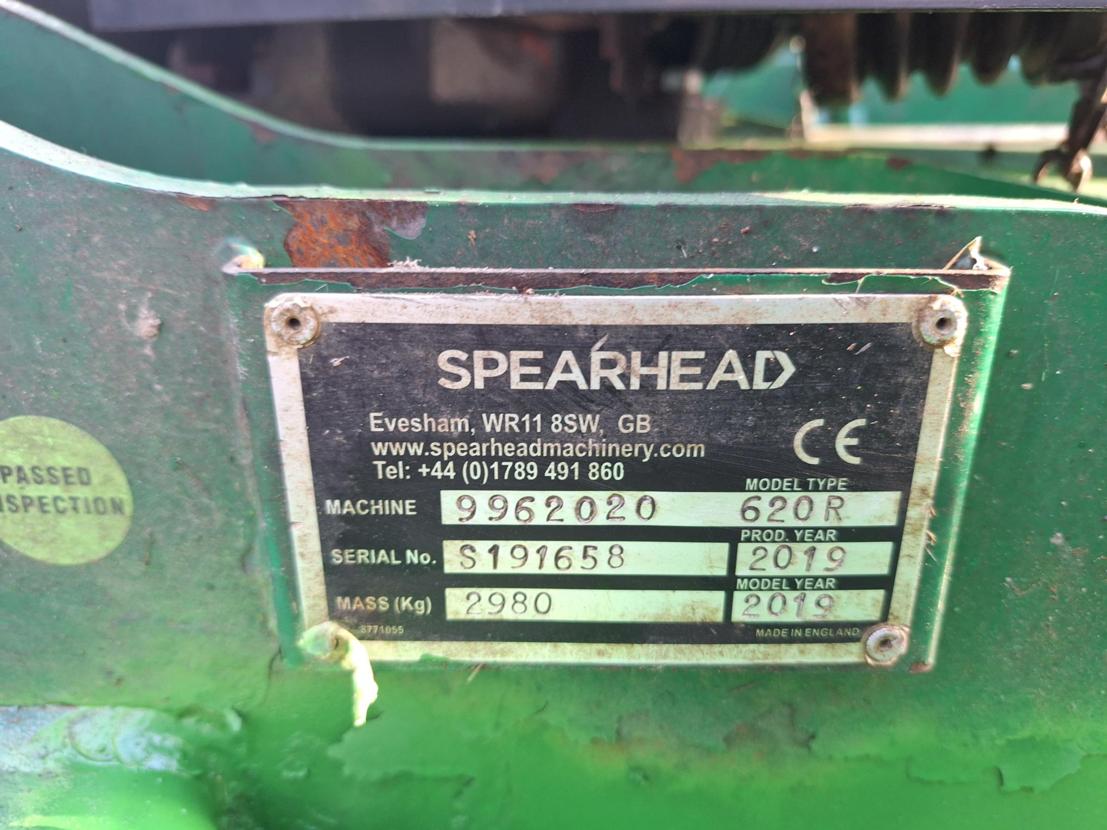 SPEARHEAD
Evesham, WR11 8SW, GB
www.spearheadmachinery.com
Tel: +44 (0)1789 491 860
CE
MODEL TYPE
MACHINE 9962020 620R
PROD. YEAR
SERIAL No. S191658 2019
MODEL YEAR
MASS (Kg) 2980 2019
8771055
MADE IN ENGLAND
PASSED